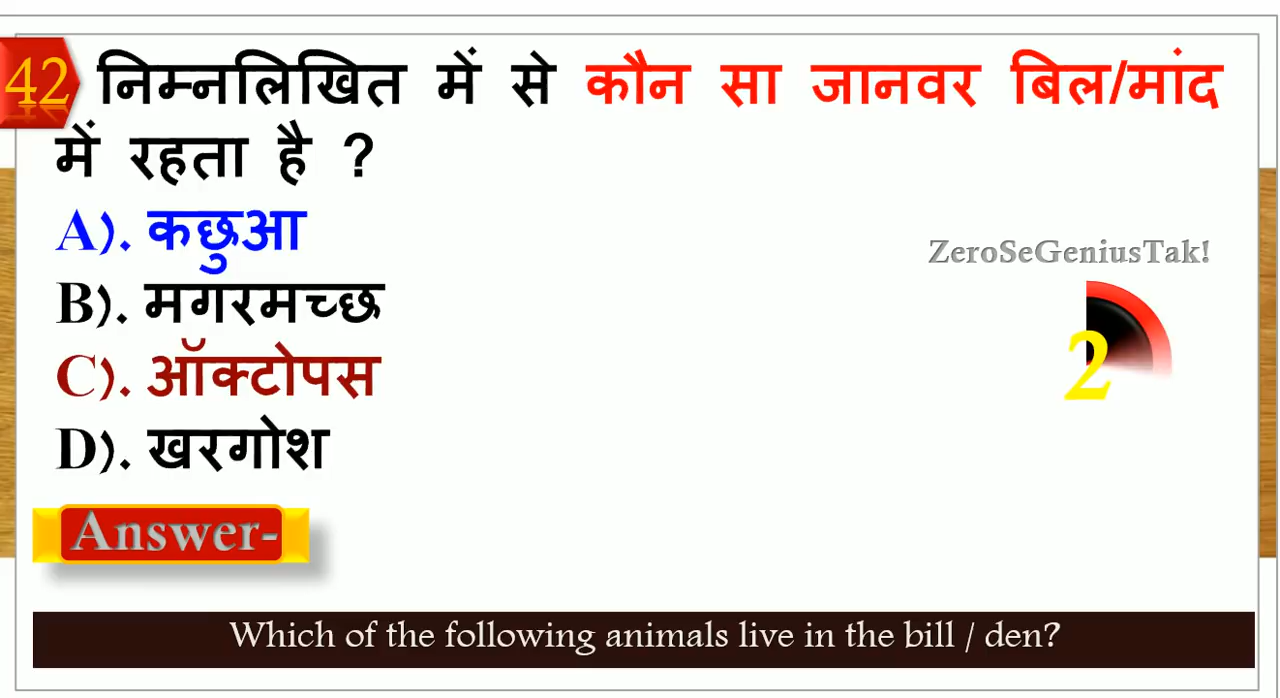 42 निम्नलिखित में से कौन सा जानवर बिल/मांद
में रहता है ?
A). कछुआ
ZeroSeGeniusTak!
B). मगरमच्छ
2
C). ऑक्टोपस
D). खरगोश
Answer-
Which of the following animals live in the bill / den?